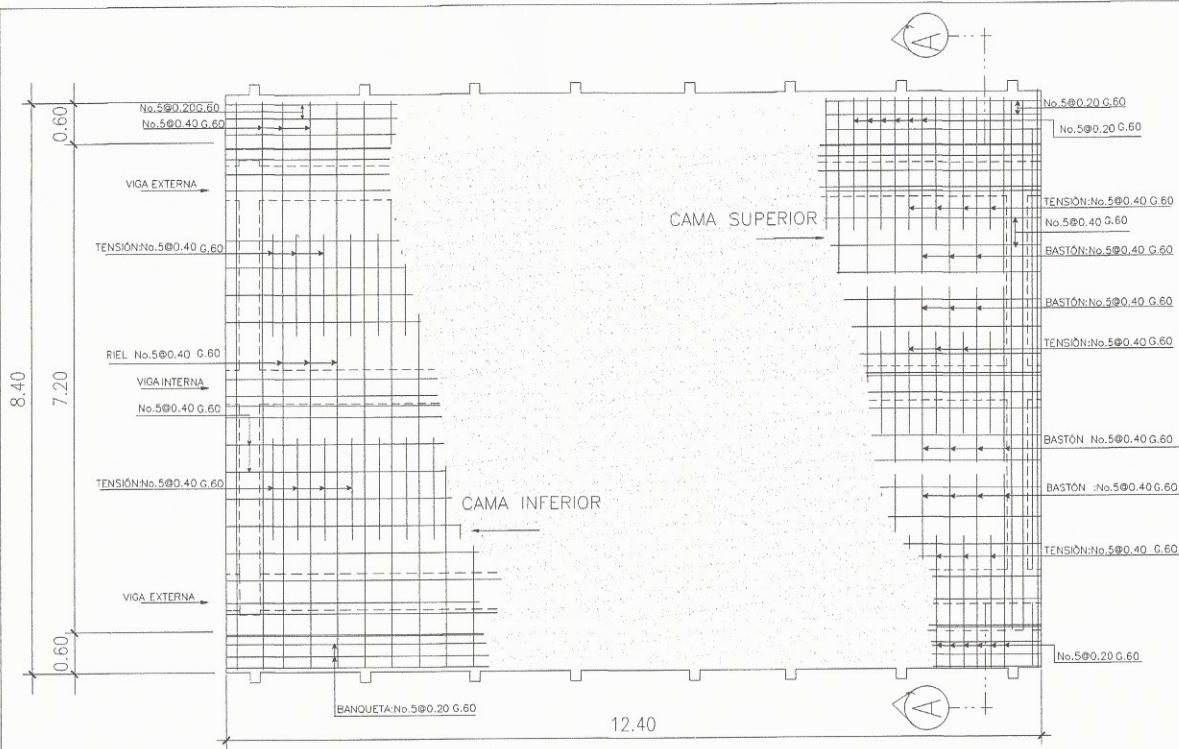 A
No.5@0.20G.60
No.5@0.40 G.60
VIGA EXTERNA
TENSIÓN:No.5@0.40 G.60
RIEL No.5@0.40 G.60
VIGA INTERNA
No.5@0.40 G.60
TENSIÓN:No.5@0.40 G.60
VIGA EXTERNA
BANQUETA:No.5@0.20 G.60
0.60
8.40
7.20
0.60
12.40
CAMA SUPERIOR
CAMA INFERIOR
No.5@0.20 G.60
No.5@0.20 G.60
TENSIÓN:No.5@0.40 G.60
No.5@0.40 G.60
BASTÓN:No.5@0.40 G.60
BASTÓN:No.5@0.40 G.60
TENSIÓN:No.5@0.40 G.60
BASTÓN No.5@0.40 G.60
BASTÓN :No.5@0.40 G.60
TENSIÓN:No.5@0.40 G.60
No.5@0.20 G.60
A